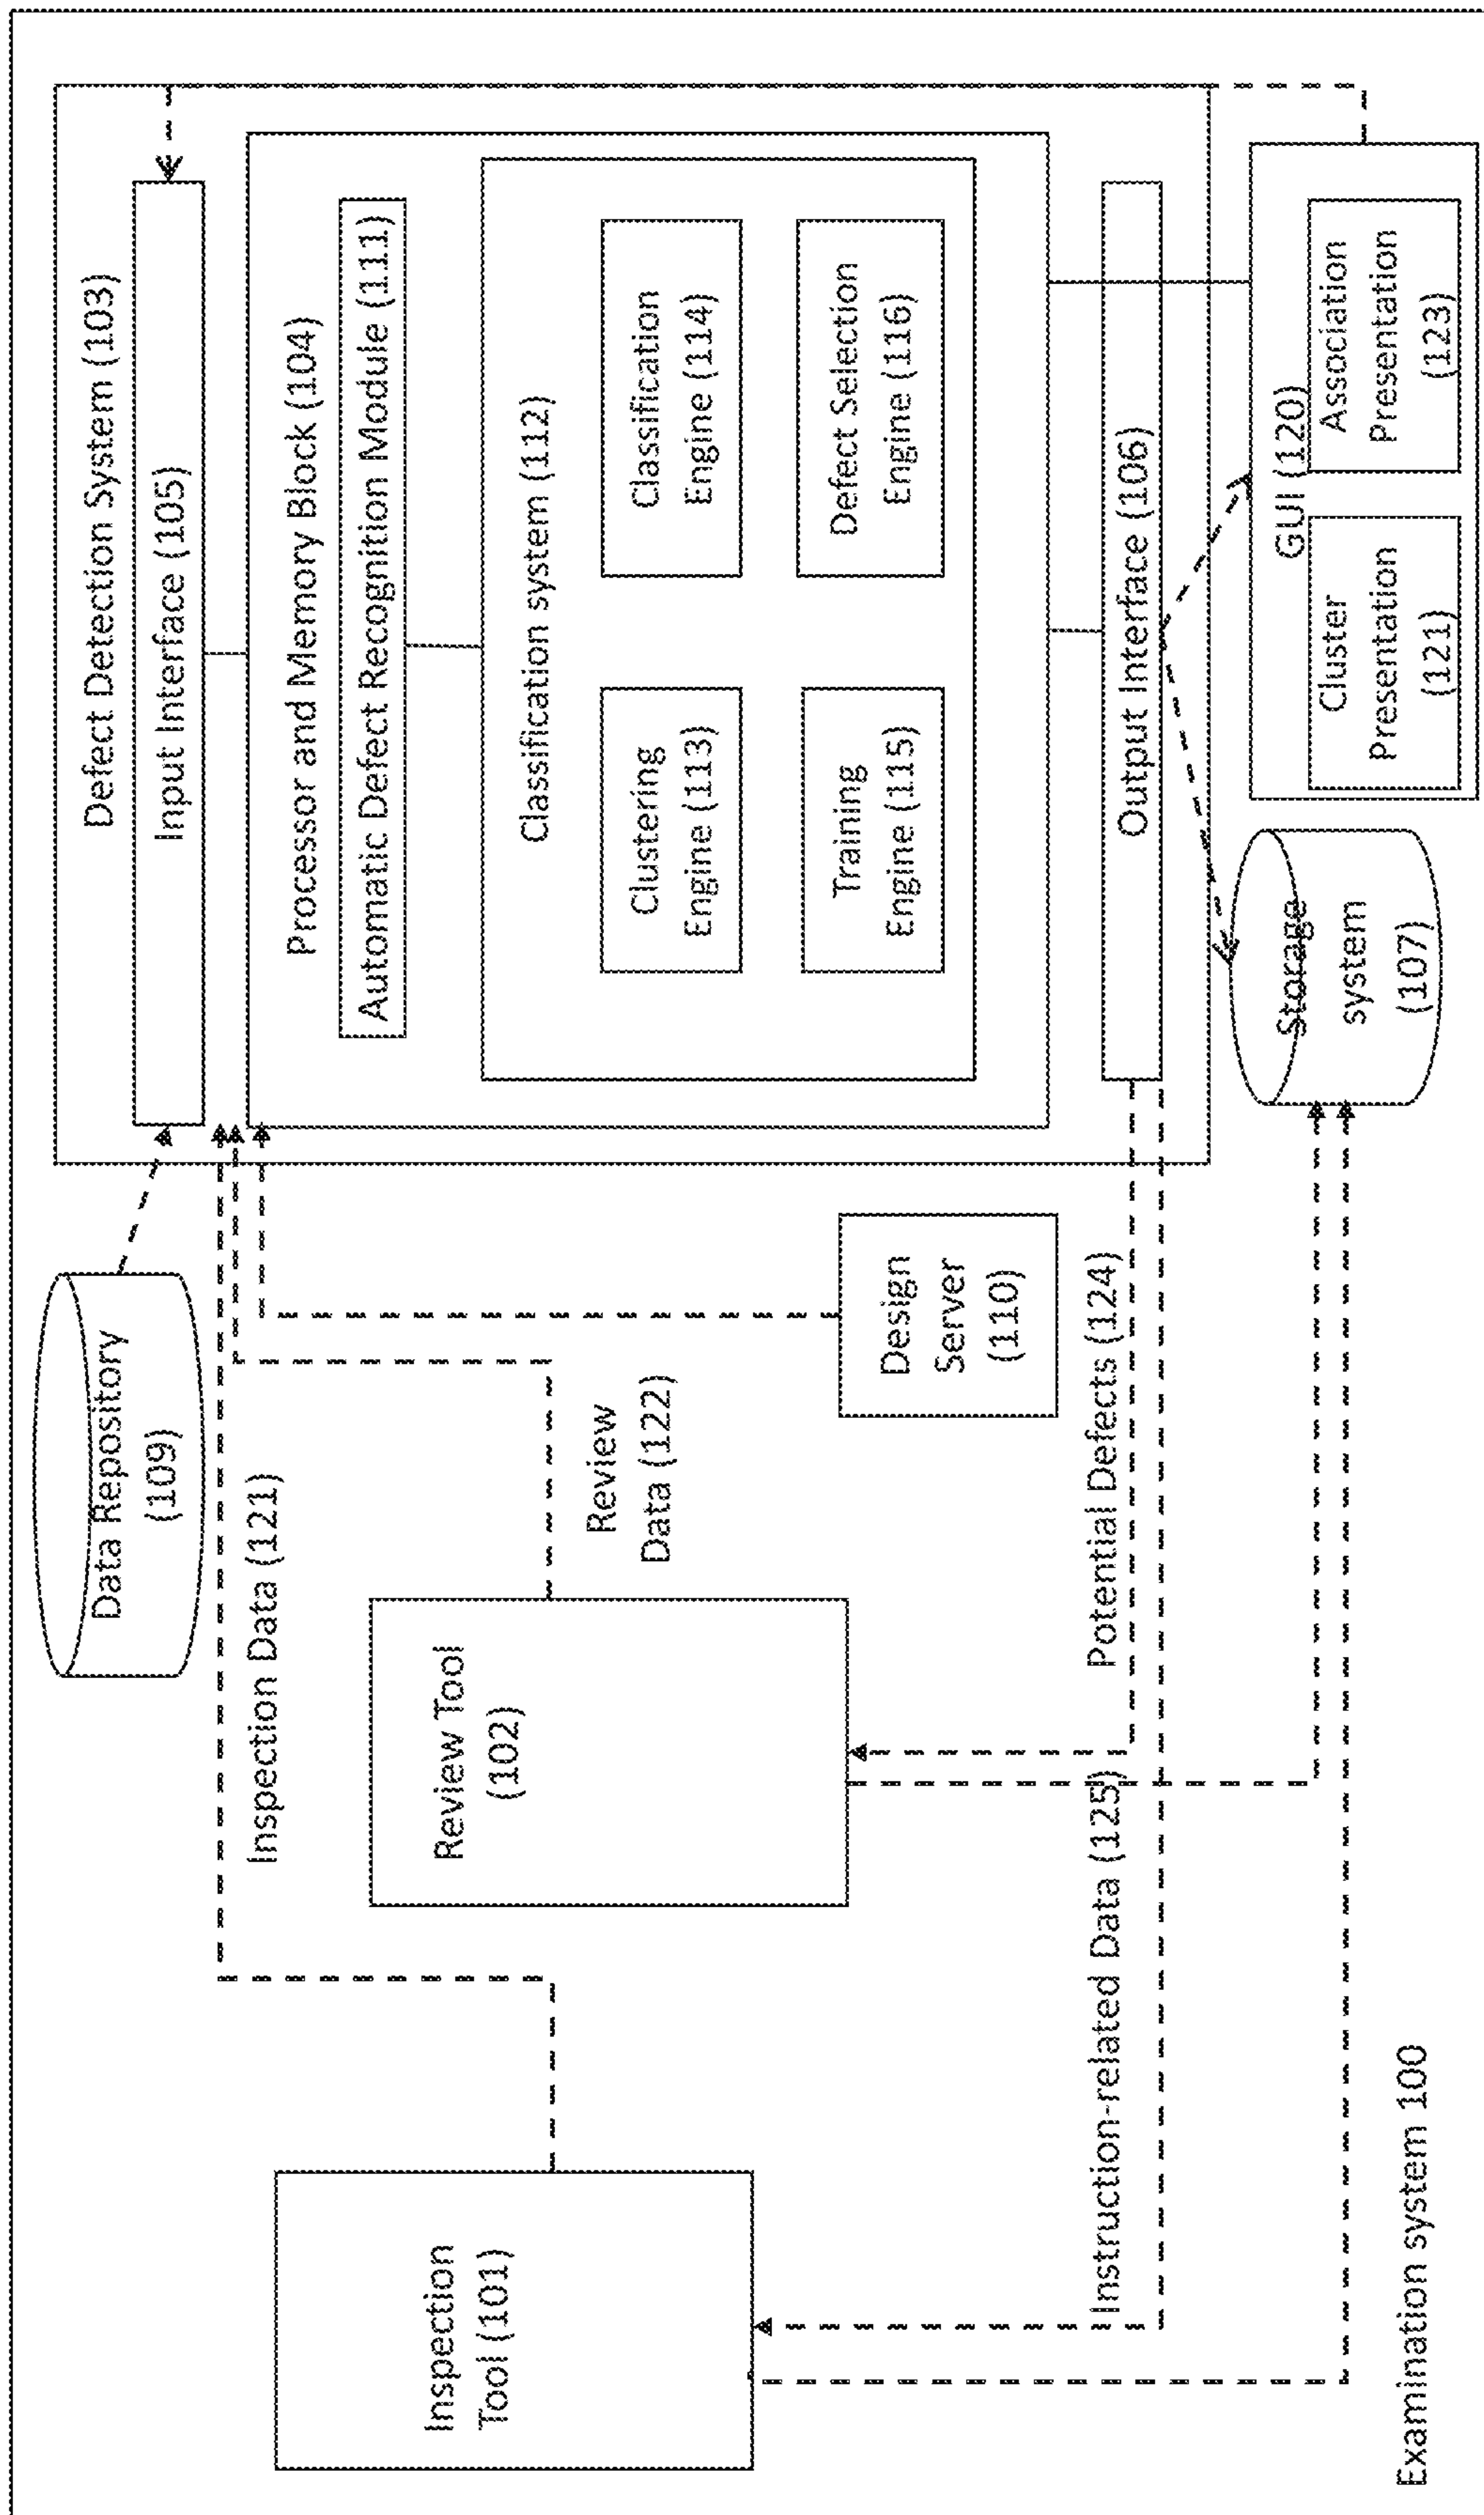 Defect Detection System (103)
Input Interface (105)
Data Repository
(109)
Processor and Memory Block (104)
Automatic Defect Recognition Module (111)
Classification system (112)
Clustering
Engine (113)
Classification
Engine (114)
Training
Engine (115)
Defect Selection
Engine (116)
Output Interface (106)
Inspection Data (121)
Review
Data (122)
Inspection
Tool (101)
Review Tool
(102)
Design
Server
(110)
Potential Defects (124)
Instruction-related Data (125)
Storage
system
(107)
GUI (120)
Cluster
Presentation
(121)
Association
Presentation
(123)
Examination system 100